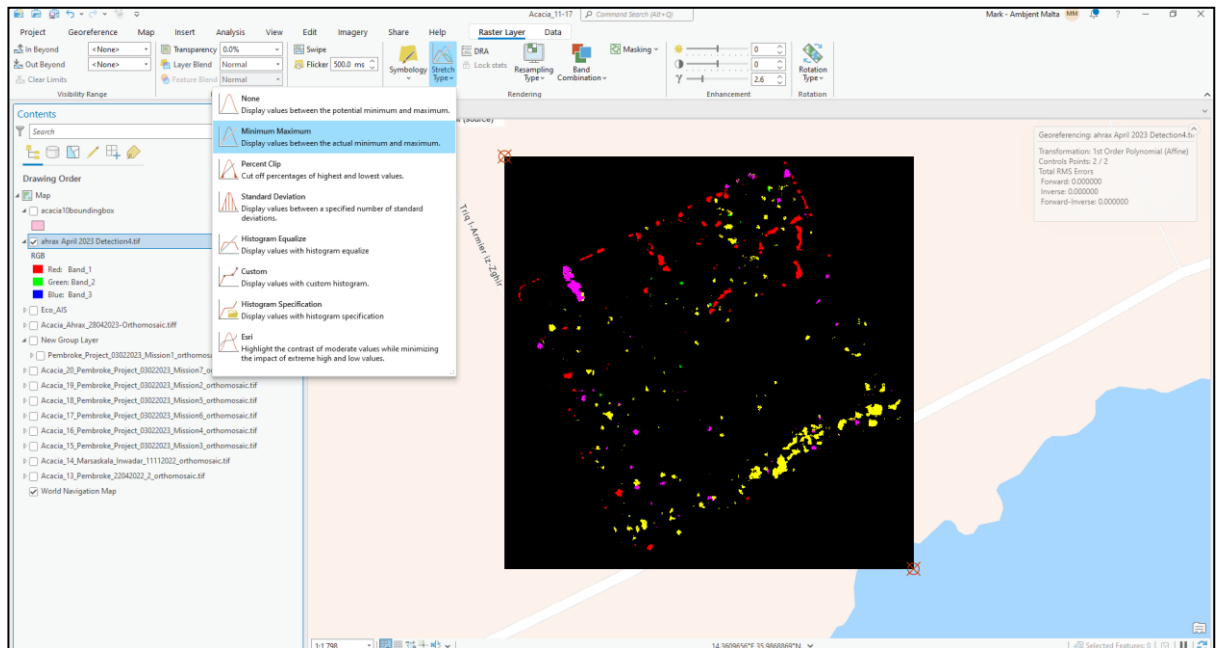 Acacia_11-17
Command Search (Alt+Q)
Mark - Ambjent Malta MM ? – X
Project Georeference Map Insert Analysis View Edit Imagery Share Help Raster Layer Data
In Beyond <None> Transparency 0.0% Swipe DRA Masking 0
Out Beyond <None> Layer Blend Normal Flicker 500.0 ms Lock stats 0
Clear Limits Feature Blend Normal 2.6
Symbology Stretch Type Resampling Type Band Combination Rotation Type
Visibility Range Rendering Enhancement Rotation
None
Display values between the potential minimum and maximum.
Minimum Maximum
Display values between the actual minimum and maximum.
Percent Clip
Cut off percentages of highest and lowest values.
Standard Deviation
Display values between a specified number of standard
deviations.
Histogram Equalize
Display values with histogram equalize
Custom
Display values with custom histogram.
Histogram Specification
Display values with histogram specification
Esri
Highlight the contrast of moderate values while minimizing
the impact of extreme high and low values.
Contents
Search
Drawing Order
Map
acacia10boundingbox
ahrax April 2023 Detection4.tif
RGB
Red: Band_1
Green: Band_2
Blue: Band_3
Eco_AIS
Acacia_Ahrax_28042023-Orthomosaic.tiff
New Group Layer
Pembroke_Project_03022023_Mission1_orthomosa
Acacia_20_Pembroke_Project_03022023_Mission7_o
Acacia_19_Pembroke_Project_03022023_Mission2_orthomosaic.tif
Acacia_18_Pembroke_Project_03022023_Mission5_orthomosaic.tif
Acacia_17_Pembroke_Project_03022023_Mission6_orthomosaic.tif
Acacia_16_Pembroke_Project_03022023_Mission4_orthomosaic.tif
Acacia_15_Pembroke_Project_03022023_Mission3_orthomosaic.tif
Acacia_14_Marsaskala_Inwadar_11112022_orthomosaic.tif
Acacia_13_Pembroke_22042022_2_orthomosaic.tif
World Navigation Map
(source)
Triq l-Armier iz-Zghir
Georeferencing: ahrax April 2023 Detection4.tif
Transformation: 1st Order Polynomial (Affine)
Controls Points: 2 / 2
Total RMS Errors
Forward: 0.000000
Inverse: 0.000000
Forward-Inverse: 0.000000
1:1,798
14.3609656°E 35.9868869°N
Selected Features: 0